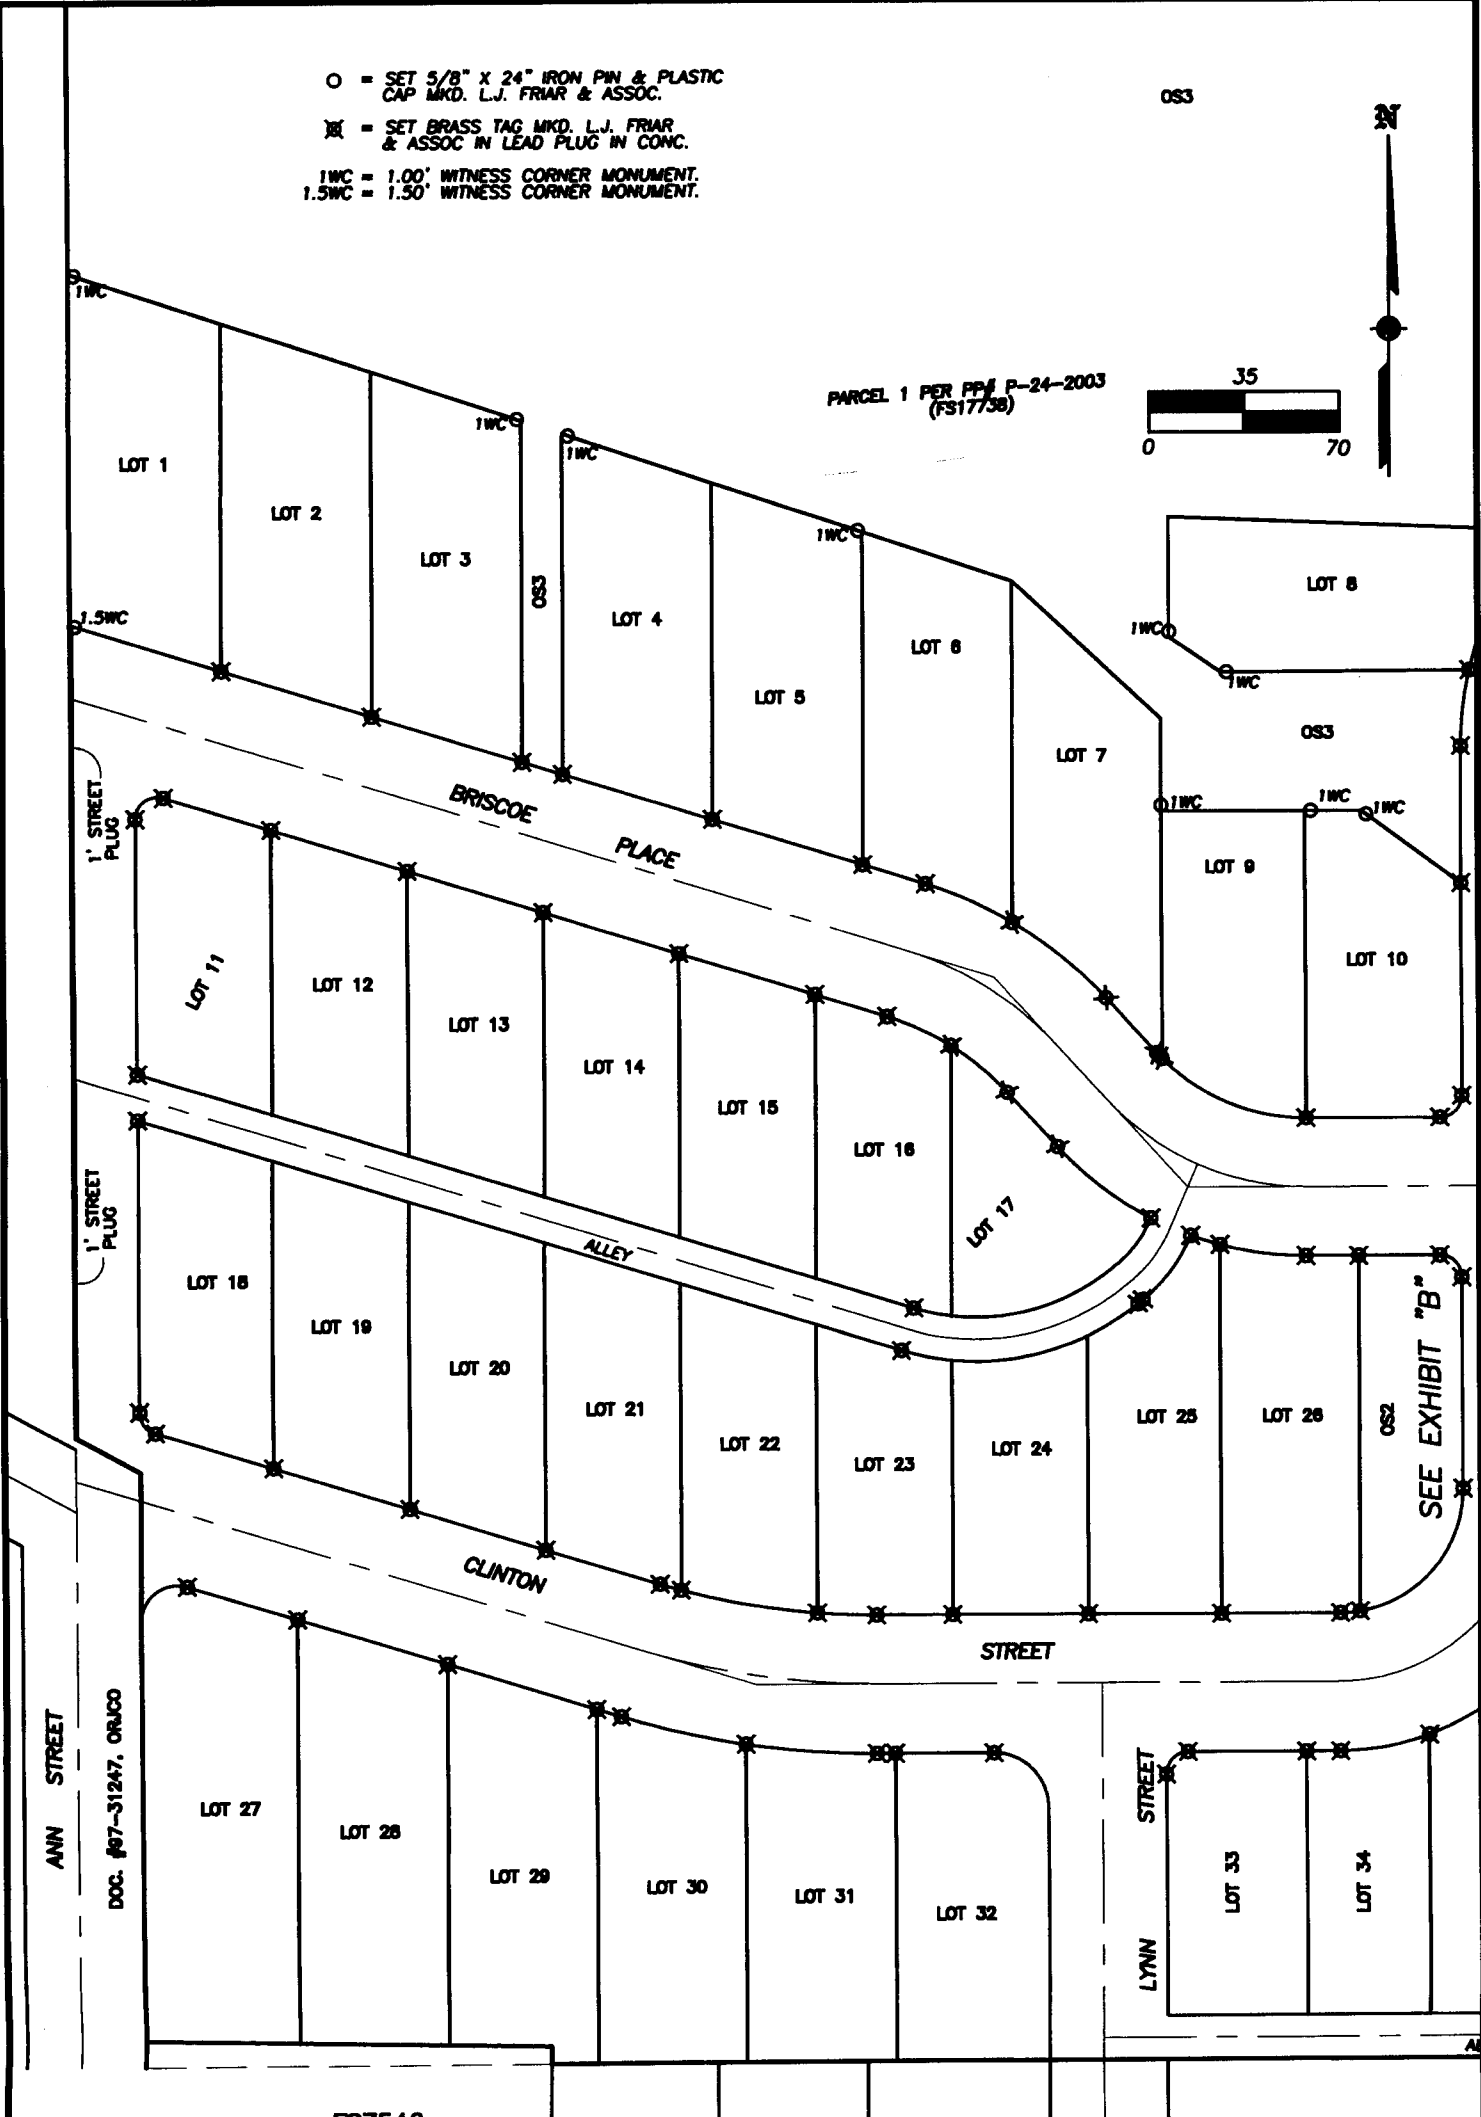 O = SET 5/8" X 24" IRON PIN & PLASTIC
CAP MKD. L.J. FRIAR & ASSOC.
= SET BRASS TAG MKD. L.J. FRIAR
& ASSOC IN LEAD PLUG IN CONC.
1WC = 1.00' WITNESS CORNER MONUMENT.
1.5WC = 1.50' WITNESS CORNER MONUMENT.
OS3
N
1WC
PARCEL 1 PER PP# P-24-2003
(FS17738)
35
0 70
1WC
1WC
LOT 1
LOT 2
LOT 3
OS3
LOT 4
1WC
LOT 5
LOT 6
LOT 7
LOT 8
1WC
1WC
1.5WC
OS3
1WC
1WC
1WC
LOT 9
LOT 10
1' STREET
PLUG
BRISCOE
PLACE
LOT 11
LOT 12
LOT 13
LOT 14
LOT 15
LOT 16
LOT 17
1' STREET
PLUG
ALLEY
LOT 18
LOT 19
LOT 20
LOT 21
LOT 22
LOT 23
LOT 24
LOT 25
LOT 26
OS2
SEE EXHIBIT "B"
CLINTON
STREET
ANN STREET
DOC. #97-31247, ORJCO
LOT 27
LOT 28
LOT 29
LOT 30
LOT 31
LOT 32
LYNN STREET
LOT 33
LOT 34